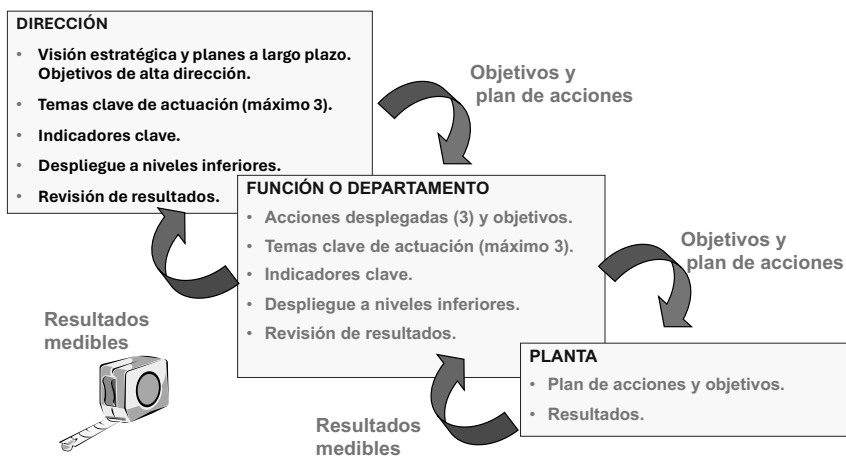 DIRECCIÓN
• Visión estratégica y planes a largo plazo.
Objetivos de alta dirección.
• Temas clave de actuación (máximo 3).
• Indicadores clave.
• Despliegue a niveles inferiores.
• Revisión de resultados.
Objetivos y
plan de acciones
FUNCIÓN O DEPARTAMENTO
• Acciones desplegadas (3) y objetivos.
• Temas clave de actuación (máximo 3).
• Indicadores clave.
• Despliegue a niveles inferiores.
• Revisión de resultados.
Objetivos y
plan de acciones
Resultados
medibles
PLANTA
• Plan de acciones y objetivos.
• Resultados.
Resultados
medibles